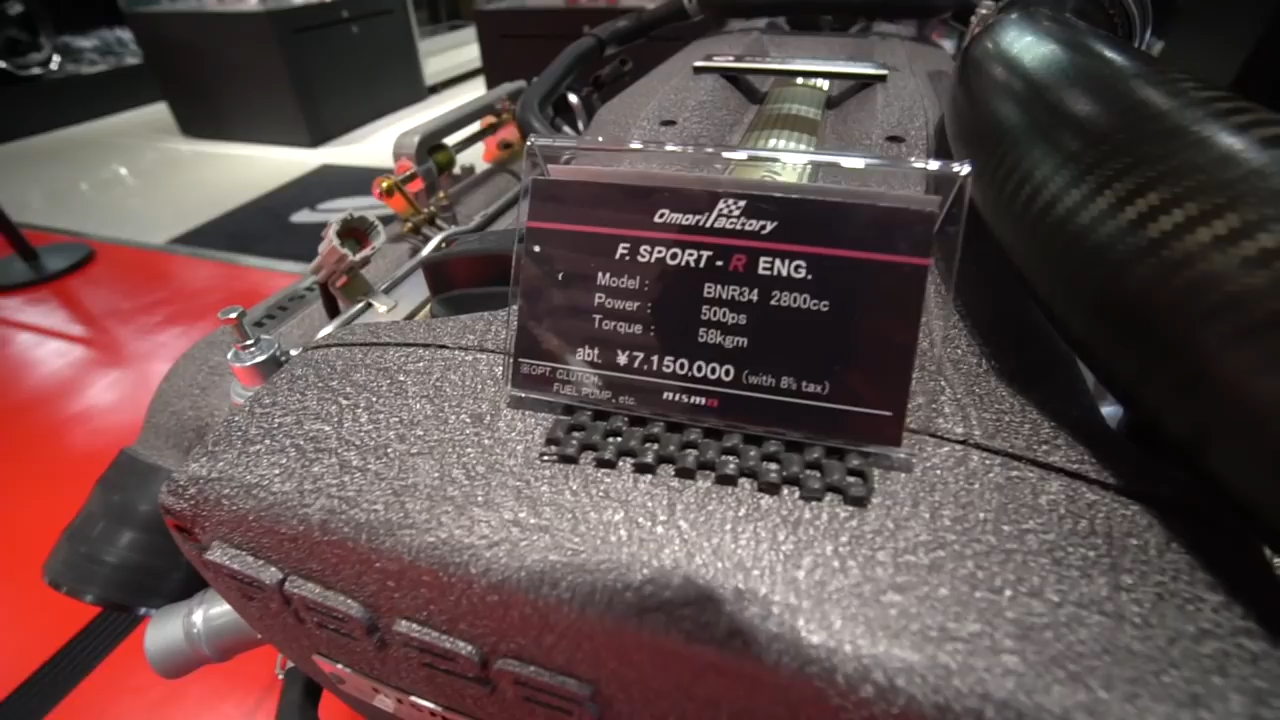 Omori factory
F. SPORT - R ENG.
Model : BNR34 2800cc
Power : 500ps
Torque : 58kgm
abt. ¥7,150,000 (with 8% tax)
※OPT. CLUTCH,
FUEL PUMP, etc.
nismo
RB26